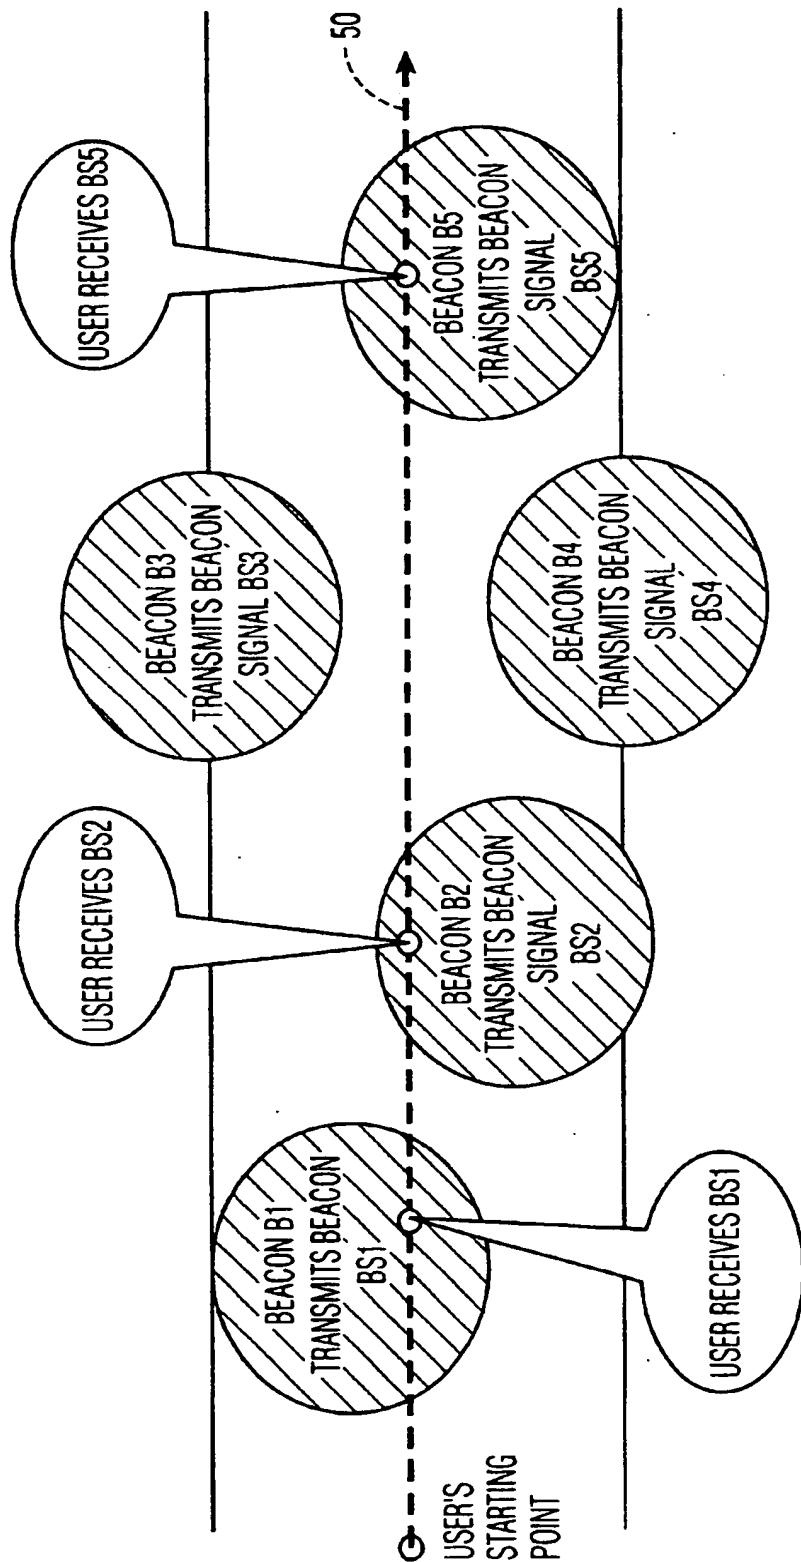 USER'S
STARTING
POINT
BEACON B1
TRANSMITS BEACON
BS1
USER RECEIVES BS1
USER RECEIVES BS2
BEACON B2
TRANSMITS BEACON
SIGNAL
BS2
BEACON B3
TRANSMITS BEACON
SIGNAL BS3
BEACON B4
TRANSMITS BEACON
SIGNAL
BS4
USER RECEIVES BS5
BEACON B5
TRANSMITS BEACON
SIGNAL
BS5
50